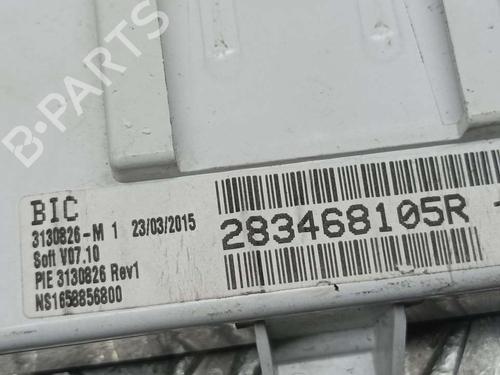 B-PARTS
BIC
3130826-M 1 23/03/2015
Soft V07.10
PIE 3130826 Rev1
NS1658856800
283468105R